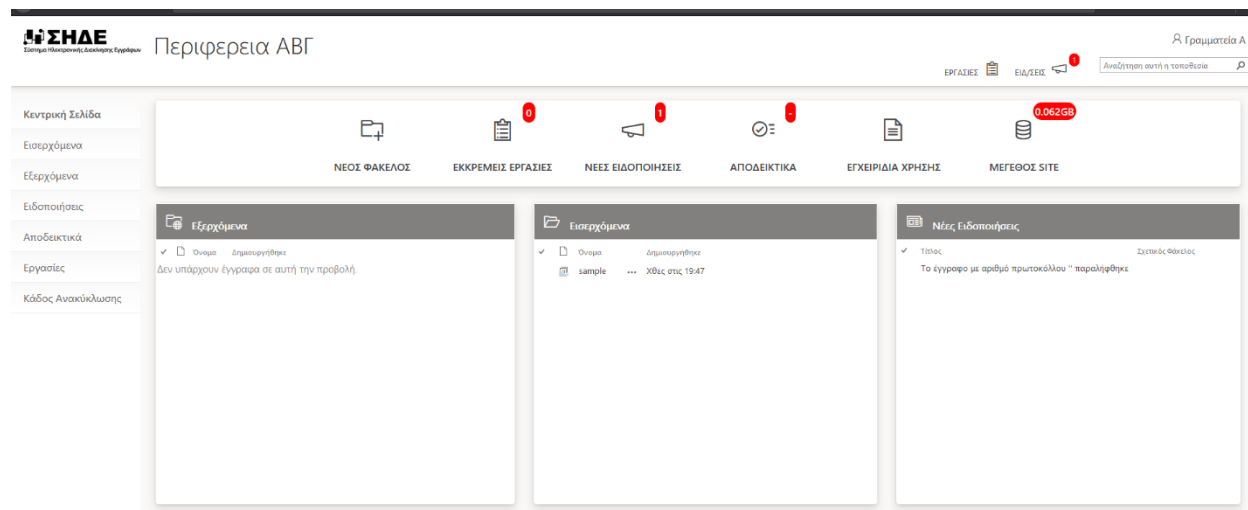 ΣΗΔΕ
Σύστημα Ηλεκτρονικής Διακίνησης Εγγράφων
Περιφερεια ΑΒΓ
Γραμματεία Α
ΕΡΓΑΣΙΕΣ ΕΙΔ/ΣΕΙΣ 1 Αναζήτηση αυτή η τοποθεσία
Κεντρική Σελίδα
Εισερχόμενα
Εξερχόμενα
Ειδοποιήσεις
Αποδεικτικά
Εργασίες
Κάδος Ανακύκλωσης
0 1 - 0.062GB
ΝΕΟΣ ΦΑΚΕΛΟΣ ΕΚΚΡΕΜΕΙΣ ΕΡΓΑΣΙΕΣ ΝΕΕΣ ΕΙΔΟΠΟΙΗΣΕΙΣ ΑΠΟΔΕΙΚΤΙΚΑ ΕΓΧΕΙΡΙΔΙΑ ΧΡΗΣΗΣ ΜΕΓΕΘΟΣ SITE
Εξερχόμενα
Όνομα Δημιουργήθηκε
Δεν υπάρχουν έγγραφα σε αυτή την προβολή.
Εισερχόμενα
Όνομα Δημιουργήθηκε
sample ... Χθες στις 19:47
Νέες Ειδοποιήσεις
Τίτλος Σχετικός Φάκελος
Το έγγραφο με αριθμό πρωτοκόλλου '' παραλήφθηκε